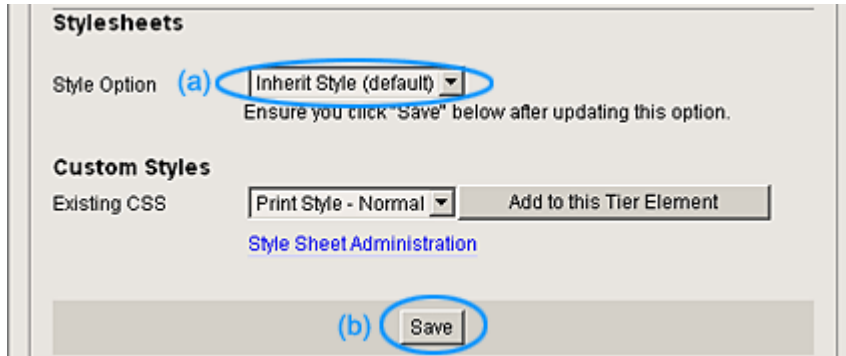 Stylesheets
Style Option (a) Inherit Style (default)
Ensure you click "Save" below after updating this option.
Custom Styles
Existing CSS Print Style - Normal Add to this Tier Element
Style Sheet Administration
(b) Save